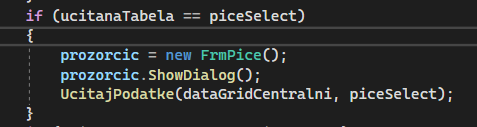 if (ucitanaTabela == piceSelect)
{
prozorcic = new FrmPice();
prozorcic.ShowDialog();
UcitajPodatke(dataGridCentralni, piceSelect);
}